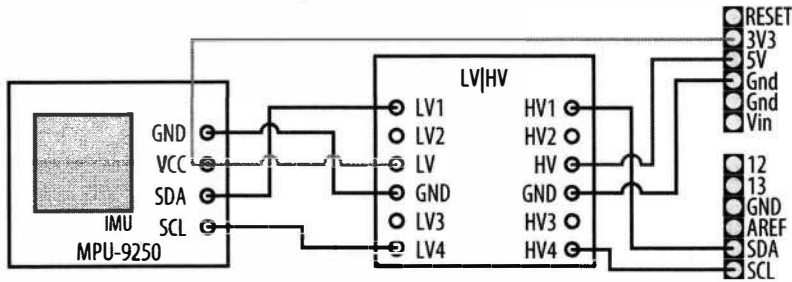 RESET
3V3
5V
Gnd
Gnd
Vin
LV|HV
LV1 HV1
LV2 HV2
LV HV
GND GND
LV3 HV3
LV4 HV4
GND
VCC
SDA
SCL
IMU
MPU-9250
12
13
GND
AREF
SDA
SCL